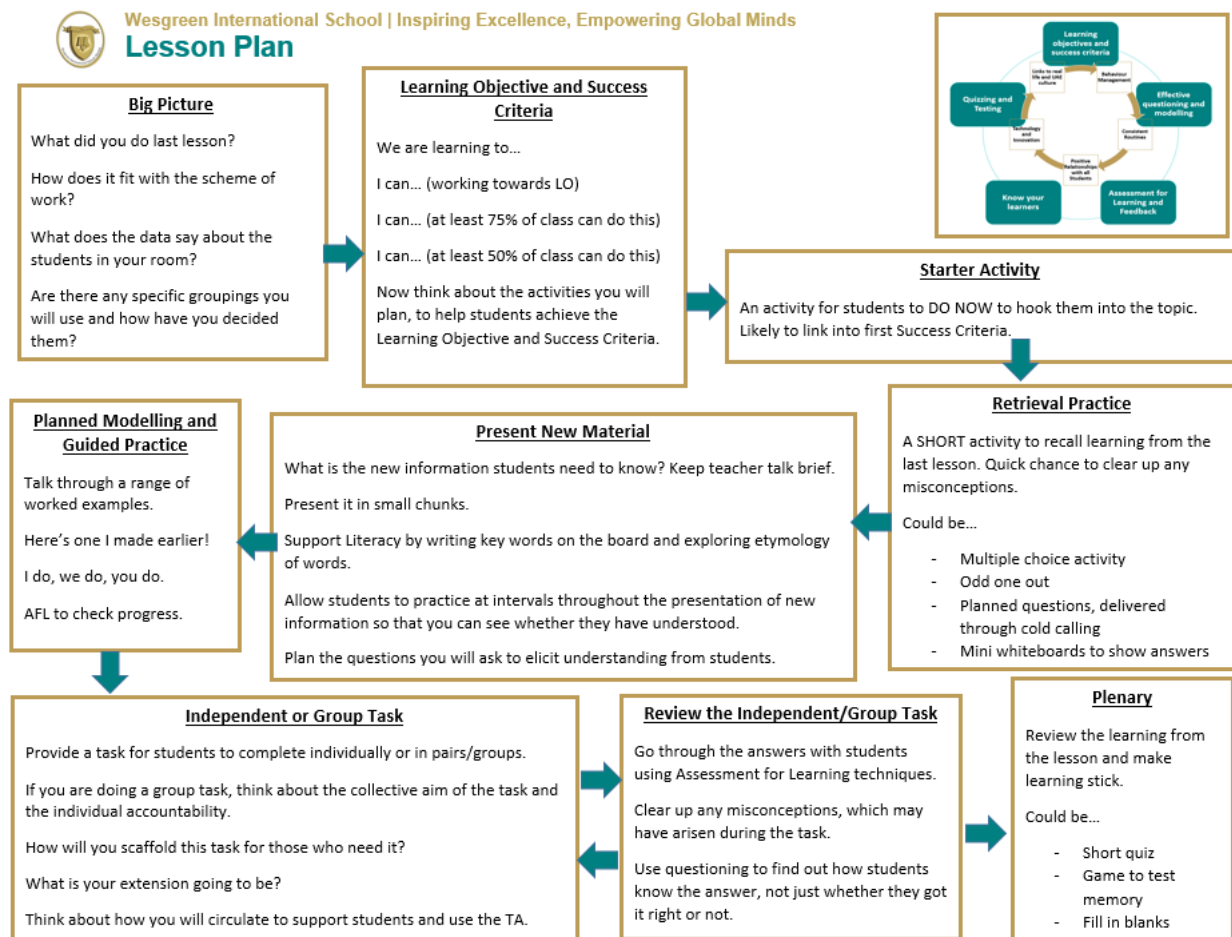 Wesgreen International School | Inspiring Excellence, Empowering Global Minds
Lesson Plan
Learning
objectives and
success criteria
Links to real
life and UAE
culture
Behaviour
Management
Quizzing and
Testing
Effective
questioning and
modelling
Technology
and
Innovation
Consistent
Routines
Positive
Relationships
with all
Students
Know your
learners
Assessment for
Learning and
Feedback
Big Picture
What did you do last lesson?
How does it fit with the scheme of
work?
What does the data say about the
students in your room?
Are there any specific groupings you
will use and how have you decided
them?
Learning Objective and Success
Criteria
We are learning to…
I can… (working towards LO)
I can… (at least 75% of class can do this)
I can… (at least 50% of class can do this)
Now think about the activities you will
plan, to help students achieve the
Learning Objective and Success Criteria.
Starter Activity
An activity for students to DO NOW to hook them into the topic.
Likely to link into first Success Criteria.
Retrieval Practice
A SHORT activity to recall learning from the
last lesson. Quick chance to clear up any
misconceptions.
Could be…
- Multiple choice activity
- Odd one out
- Planned questions, delivered
through cold calling
- Mini whiteboards to show answers
Present New Material
What is the new information students need to know? Keep teacher talk brief.
Present it in small chunks.
Support Literacy by writing key words on the board and exploring etymology
of words.
Allow students to practice at intervals throughout the presentation of new
information so that you can see whether they have understood.
Plan the questions you will ask to elicit understanding from students.
Planned Modelling and
Guided Practice
Talk through a range of
worked examples.
Here's one I made earlier!
I do, we do, you do.
AFL to check progress.
Independent or Group Task
Provide a task for students to complete individually or in pairs/groups.
If you are doing a group task, think about the collective aim of the task and
the individual accountability.
How will you scaffold this task for those who need it?
What is your extension going to be?
Think about how you will circulate to support students and use the TA.
Review the Independent/Group Task
Go through the answers with students
using Assessment for Learning techniques.
Clear up any misconceptions, which may
have arisen during the task.
Use questioning to find out how students
know the answer, not just whether they got
it right or not.
Plenary
Review the learning from
the lesson and make
learning stick.
Could be…
- Short quiz
- Game to test
memory
- Fill in blanks